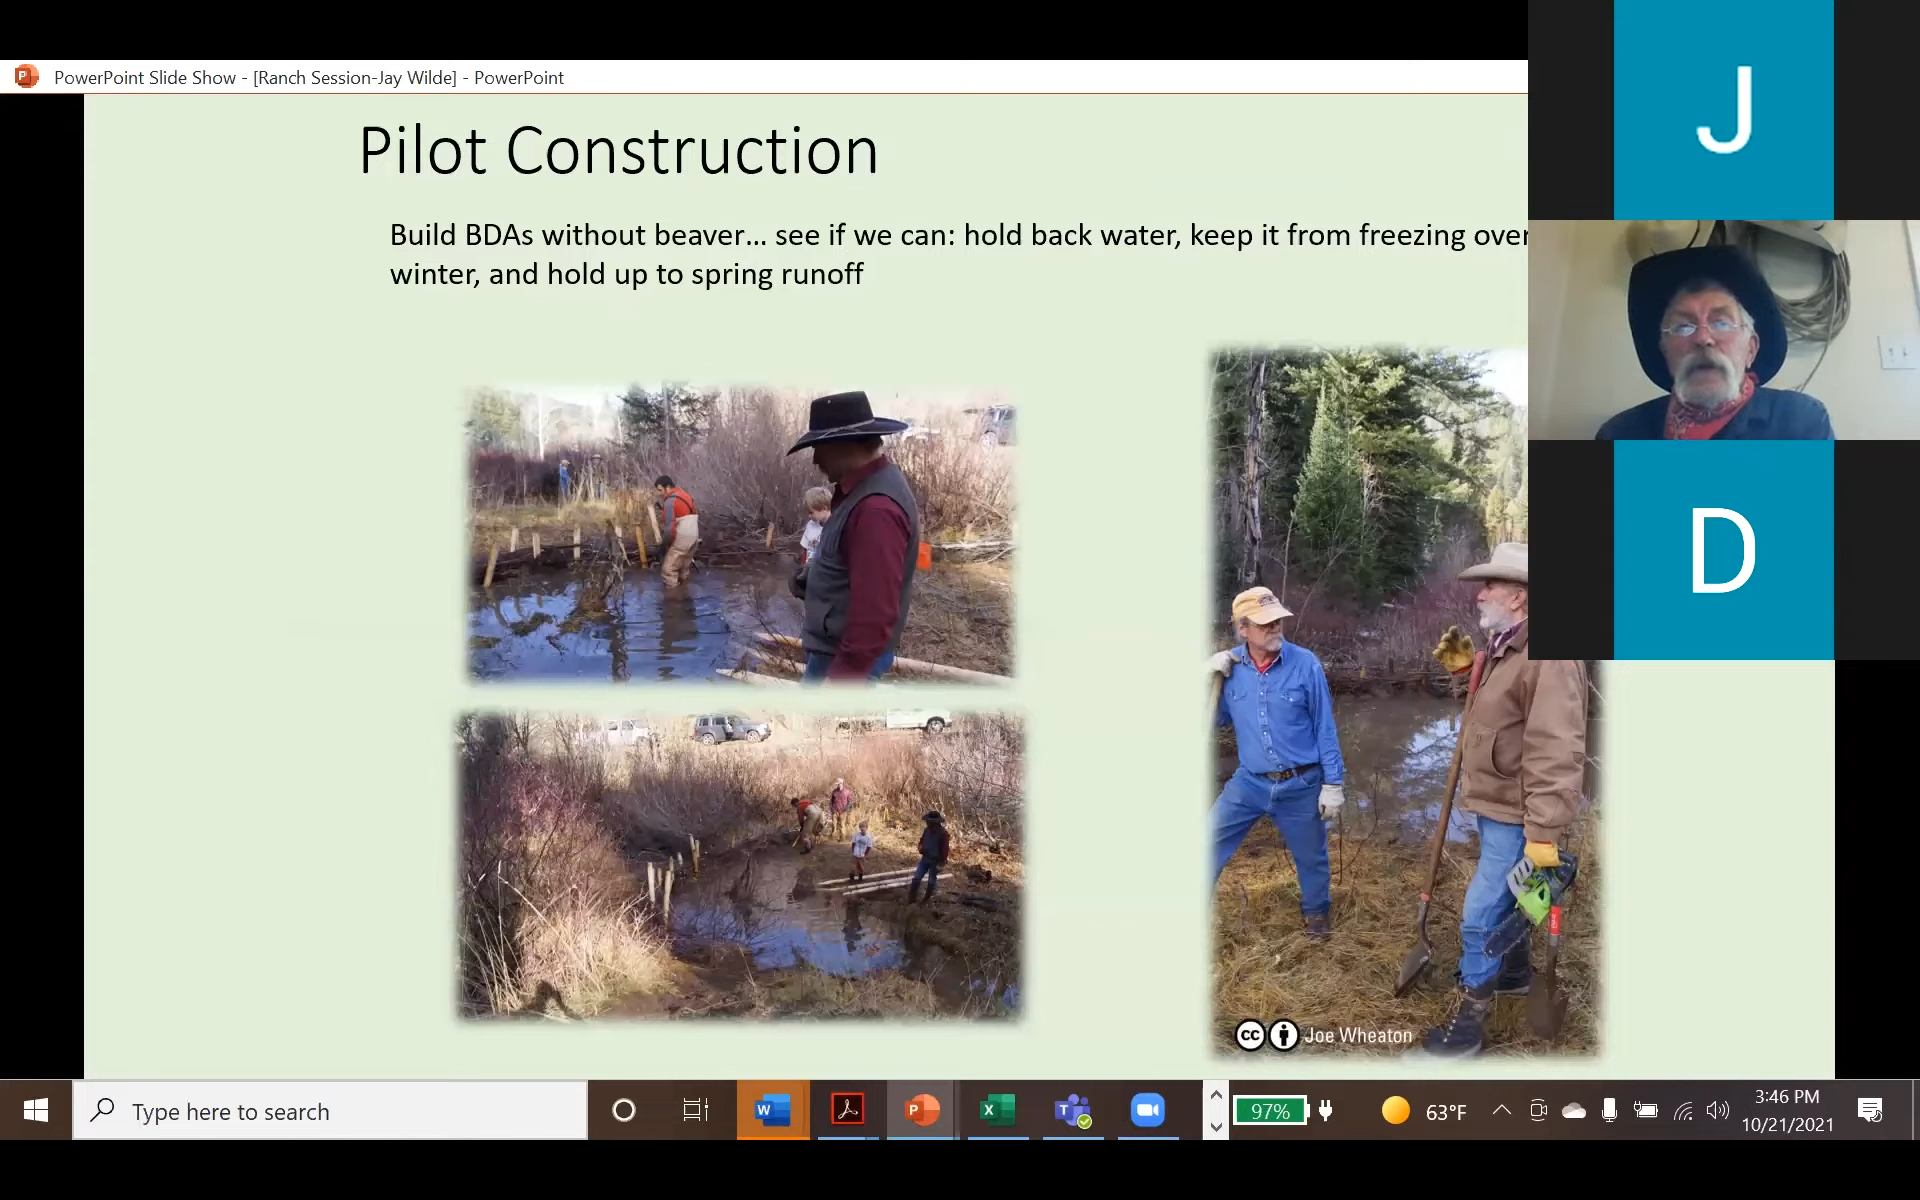 PowerPoint Slide Show - [Ranch Session-Jay Wilde] - PowerPoint
J
Pilot Construction
Build BDAs without beaver... see if we can: hold back water, keep it from freezing over
winter, and hold up to spring runoff
D
cc Joe Wheaton
Type here to search
97%
63°F
3:46 PM
10/21/2021